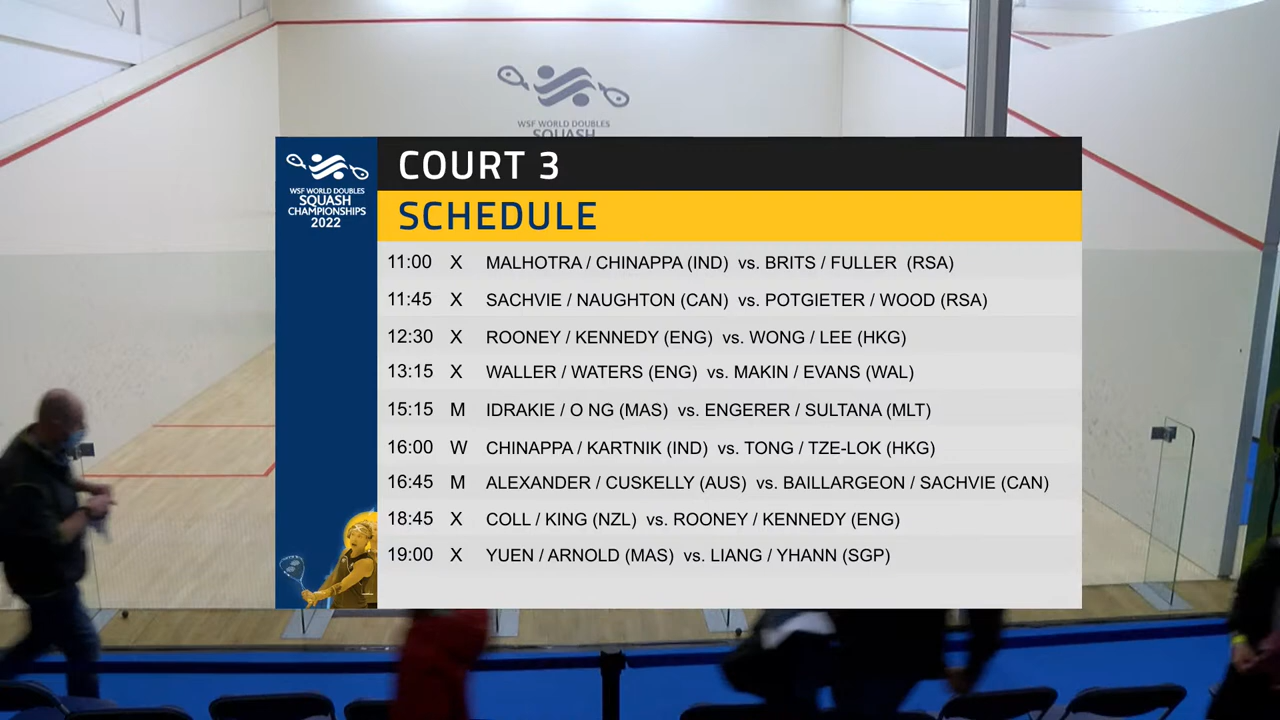 WSF WORLD DOUBLES
SQUASH
WSF WORLD DOUBLES
SQUASH
CHAMPIONSHIPS
2022
COURT 3
SCHEDULE
11:00 X MALHOTRA / CHINAPPA (IND) vs. BRITS / FULLER (RSA)
11:45 X SACHVIE / NAUGHTON (CAN) vs. POTGIETER / WOOD (RSA)
12:30 X ROONEY / KENNEDY (ENG) vs. WONG / LEE (HKG)
13:15 X WALLER / WATERS (ENG) vs. MAKIN / EVANS (WAL)
15:15 M IDRAKIE / O NG (MAS) vs. ENGERER / SULTANA (MLT)
16:00 W CHINAPPA / KARTNIK (IND) vs. TONG / TZE-LOK (HKG)
16:45 M ALEXANDER / CUSKELLY (AUS) vs. BAILLARGEON / SACHVIE (CAN)
18:45 X COLL / KING (NZL) vs. ROONEY / KENNEDY (ENG)
19:00 X YUEN / ARNOLD (MAS) vs. LIANG / YHANN (SGP)